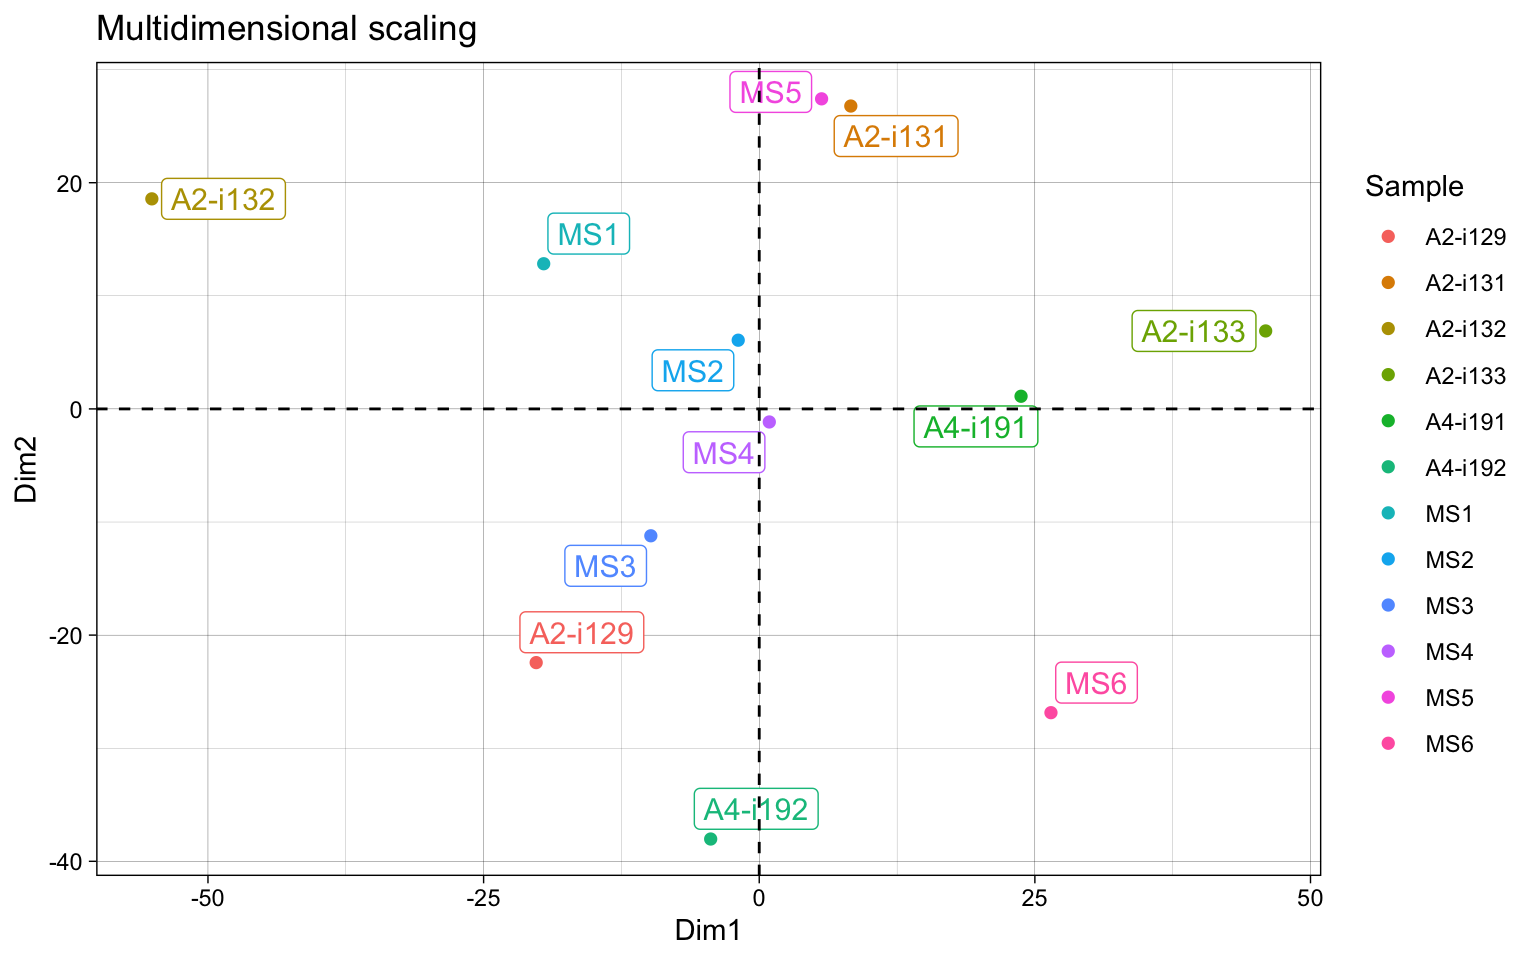 Multidimensional scaling
MS5
A2-i131
A2-i132
MS1
A2-i133
MS2
A4-i191
MS4
MS3
A2-i129
MS6
A4-i192
20
0
-20
-40
Dim2
-50
-25
0
25
50
Dim1
Sample
A2-i129
A2-i131
A2-i132
A2-i133
A4-i191
A4-i192
MS1
MS2
MS3
MS4
MS5
MS6